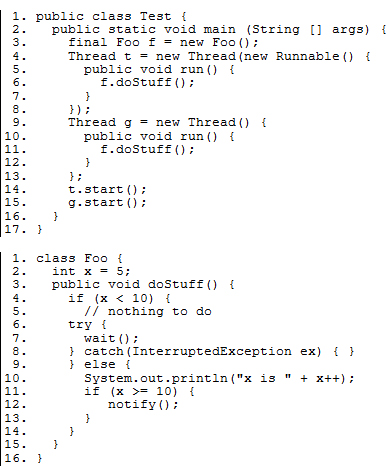 1. public class Test {
2.   public static void main (String [] args) {
3.     final Foo f = new Foo();
4.     Thread t = new Thread(new Runnable() {
5.       public void run() {
6.         f.doStuff();
7.       }
8.     });
9.     Thread g = new Thread() {
10.       public void run() {
11.         f.doStuff();
12.       }
13.     };
14.     t.start();
15.     g.start();
16.   }
17. }
1. class Foo {
2.   int x = 5;
3.   public void doStuff() {
4.     if (x < 10) {
5.       // nothing to do
6.     try {
7.       wait();
8.     } catch(InterruptedException ex) { }
9.     } else {
10.       System.out.println("x is " + x++);
11.       if (x >= 10) {
12.          notify();
13.       }
14.     }
15.   }
16. }